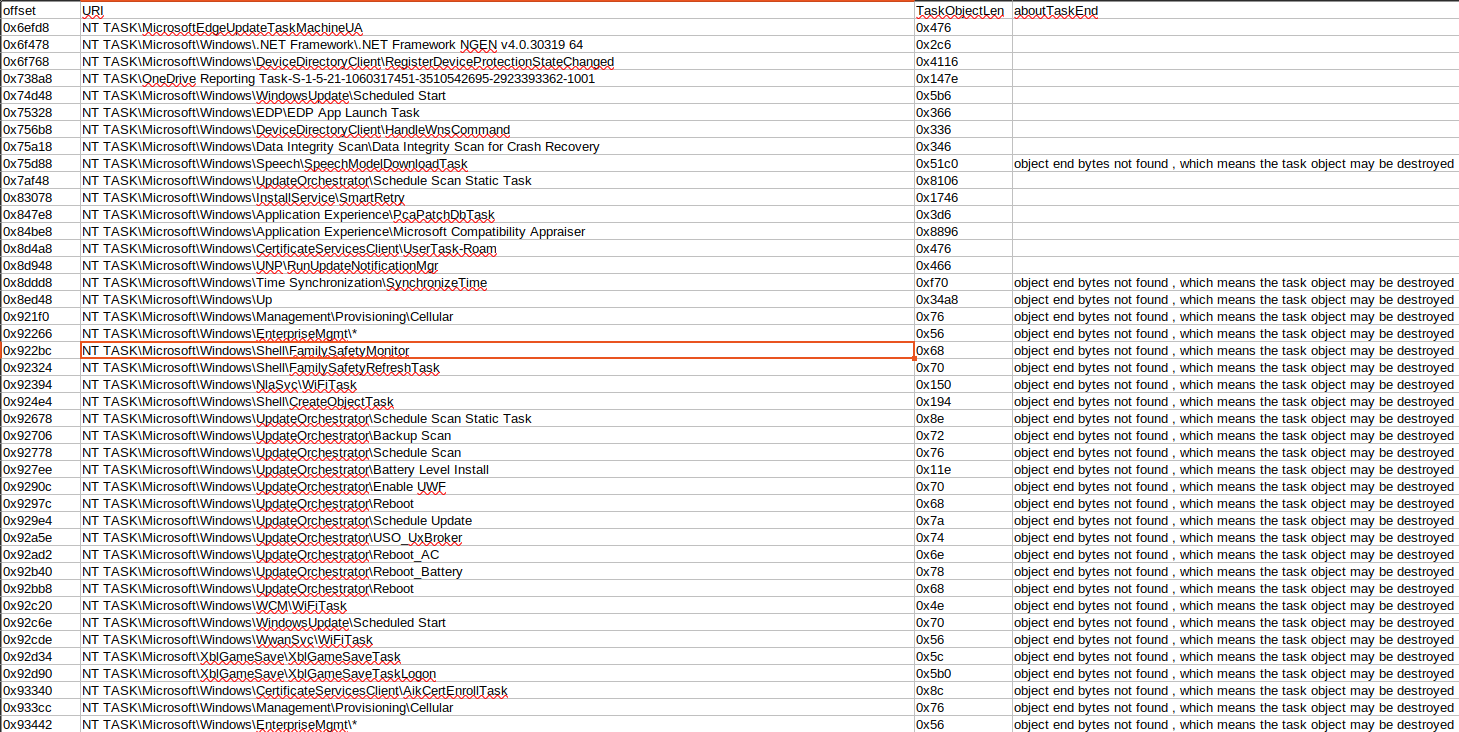 offset URI TaskObjectLen aboutTaskEnd
0x6efd8 NT TASK\MicrosoftEdgeUpdateTaskMachineUA 0x476
0x6f478 NT TASK\Microsoft\Windows\.NET Framework\.NET Framework NGEN v4.0.30319 64 0x2c6
0x6f768 NT TASK\Microsoft\Windows\DeviceDirectoryClient\RegisterDeviceProtectionStateChanged 0x4116
0x738a8 NT TASK\OneDrive Reporting Task-S-1-5-21-1060317451-3510542695-2923393362-1001 0x147e
0x74d48 NT TASK\Microsoft\Windows\WindowsUpdate\Scheduled Start 0x5b6
0x75328 NT TASK\Microsoft\Windows\EDP\EDP App Launch Task 0x366
0x756b8 NT TASK\Microsoft\Windows\DeviceDirectoryClient\HandleWnsCommand 0x336
0x75a18 NT TASK\Microsoft\Windows\Data Integrity Scan\Data Integrity Scan for Crash Recovery 0x346
0x75d88 NT TASK\Microsoft\Windows\Speech\SpeechModelDownloadTask 0x51c0 object end bytes not found , which means the task object may be destroyed
0x7af48 NT TASK\Microsoft\Windows\UpdateOrchestrator\Schedule Scan Static Task 0x8106
0x83078 NT TASK\Microsoft\Windows\InstallService\SmartRetry 0x1746
0x847e8 NT TASK\Microsoft\Windows\Application Experience\PcaPatchDbTask 0x3d6
0x84be8 NT TASK\Microsoft\Windows\Application Experience\Microsoft Compatibility Appraiser 0x8896
0x8d4a8 NT TASK\Microsoft\Windows\CertificateServicesClient\UserTask-Roam 0x476
0x8d948 NT TASK\Microsoft\Windows\UNP\RunUpdateNotificationMgr 0x466
0x8ddd8 NT TASK\Microsoft\Windows\Time Synchronization\SynchronizeTime 0xf70 object end bytes not found , which means the task object may be destroyed
0x8ed48 NT TASK\Microsoft\Windows\Up 0x34a8 object end bytes not found , which means the task object may be destroyed
0x921f0 NT TASK\Microsoft\Windows\Management\Provisioning\Cellular 0x76 object end bytes not found , which means the task object may be destroyed
0x92266 NT TASK\Microsoft\Windows\EnterpriseMgmt\* 0x56 object end bytes not found , which means the task object may be destroyed
0x922bc NT TASK\Microsoft\Windows\Shell\FamilySafetyMonitor 0x68 object end bytes not found , which means the task object may be destroyed
0x92324 NT TASK\Microsoft\Windows\Shell\FamilySafetyRefreshTask 0x70 object end bytes not found , which means the task object may be destroyed
0x92394 NT TASK\Microsoft\Windows\NlaSvc\WiFiTask 0x150 object end bytes not found , which means the task object may be destroyed
0x924e4 NT TASK\Microsoft\Windows\Shell\CreateObjectTask 0x194 object end bytes not found , which means the task object may be destroyed
0x92678 NT TASK\Microsoft\Windows\UpdateOrchestrator\Schedule Scan Static Task 0x8e object end bytes not found , which means the task object may be destroyed
0x92706 NT TASK\Microsoft\Windows\UpdateOrchestrator\Backup Scan 0x72 object end bytes not found , which means the task object may be destroyed
0x92778 NT TASK\Microsoft\Windows\UpdateOrchestrator\Schedule Scan 0x76 object end bytes not found , which means the task object may be destroyed
0x927ee NT TASK\Microsoft\Windows\UpdateOrchestrator\Battery Level Install 0x11e object end bytes not found , which means the task object may be destroyed
0x9290c NT TASK\Microsoft\Windows\UpdateOrchestrator\Enable UWF 0x70 object end bytes not found , which means the task object may be destroyed
0x9297c NT TASK\Microsoft\Windows\UpdateOrchestrator\Reboot 0x68 object end bytes not found , which means the task object may be destroyed
0x929e4 NT TASK\Microsoft\Windows\UpdateOrchestrator\Schedule Update 0x7a object end bytes not found , which means the task object may be destroyed
0x92a5e NT TASK\Microsoft\Windows\UpdateOrchestrator\USO_UxBroker 0x74 object end bytes not found , which means the task object may be destroyed
0x92ad2 NT TASK\Microsoft\Windows\UpdateOrchestrator\Reboot_AC 0x6e object end bytes not found , which means the task object may be destroyed
0x92b40 NT TASK\Microsoft\Windows\UpdateOrchestrator\Reboot_Battery 0x78 object end bytes not found , which means the task object may be destroyed
0x92bb8 NT TASK\Microsoft\Windows\UpdateOrchestrator\Reboot 0x68 object end bytes not found , which means the task object may be destroyed
0x92c20 NT TASK\Microsoft\Windows\WCM\WiFiTask 0x4e object end bytes not found , which means the task object may be destroyed
0x92c6e NT TASK\Microsoft\Windows\WindowsUpdate\Scheduled Start 0x70 object end bytes not found , which means the task object may be destroyed
0x92cde NT TASK\Microsoft\Windows\WwanSvc\WiFiTask 0x56 object end bytes not found , which means the task object may be destroyed
0x92d34 NT TASK\Microsoft\XblGameSave\XblGameSaveTask 0x5c object end bytes not found , which means the task object may be destroyed
0x92d90 NT TASK\Microsoft\XblGameSave\XblGameSaveTaskLogon 0x5b0 object end bytes not found , which means the task object may be destroyed
0x93340 NT TASK\Microsoft\Windows\CertificateServicesClient\AikCertEnrollTask 0x8c object end bytes not found , which means the task object may be destroyed
0x933cc NT TASK\Microsoft\Windows\Management\Provisioning\Cellular 0x76 object end bytes not found , which means the task object may be destroyed
0x93442 NT TASK\Microsoft\Windows\EnterpriseMgmt\* 0x56 object end bytes not found , which means the task object may be destroyed